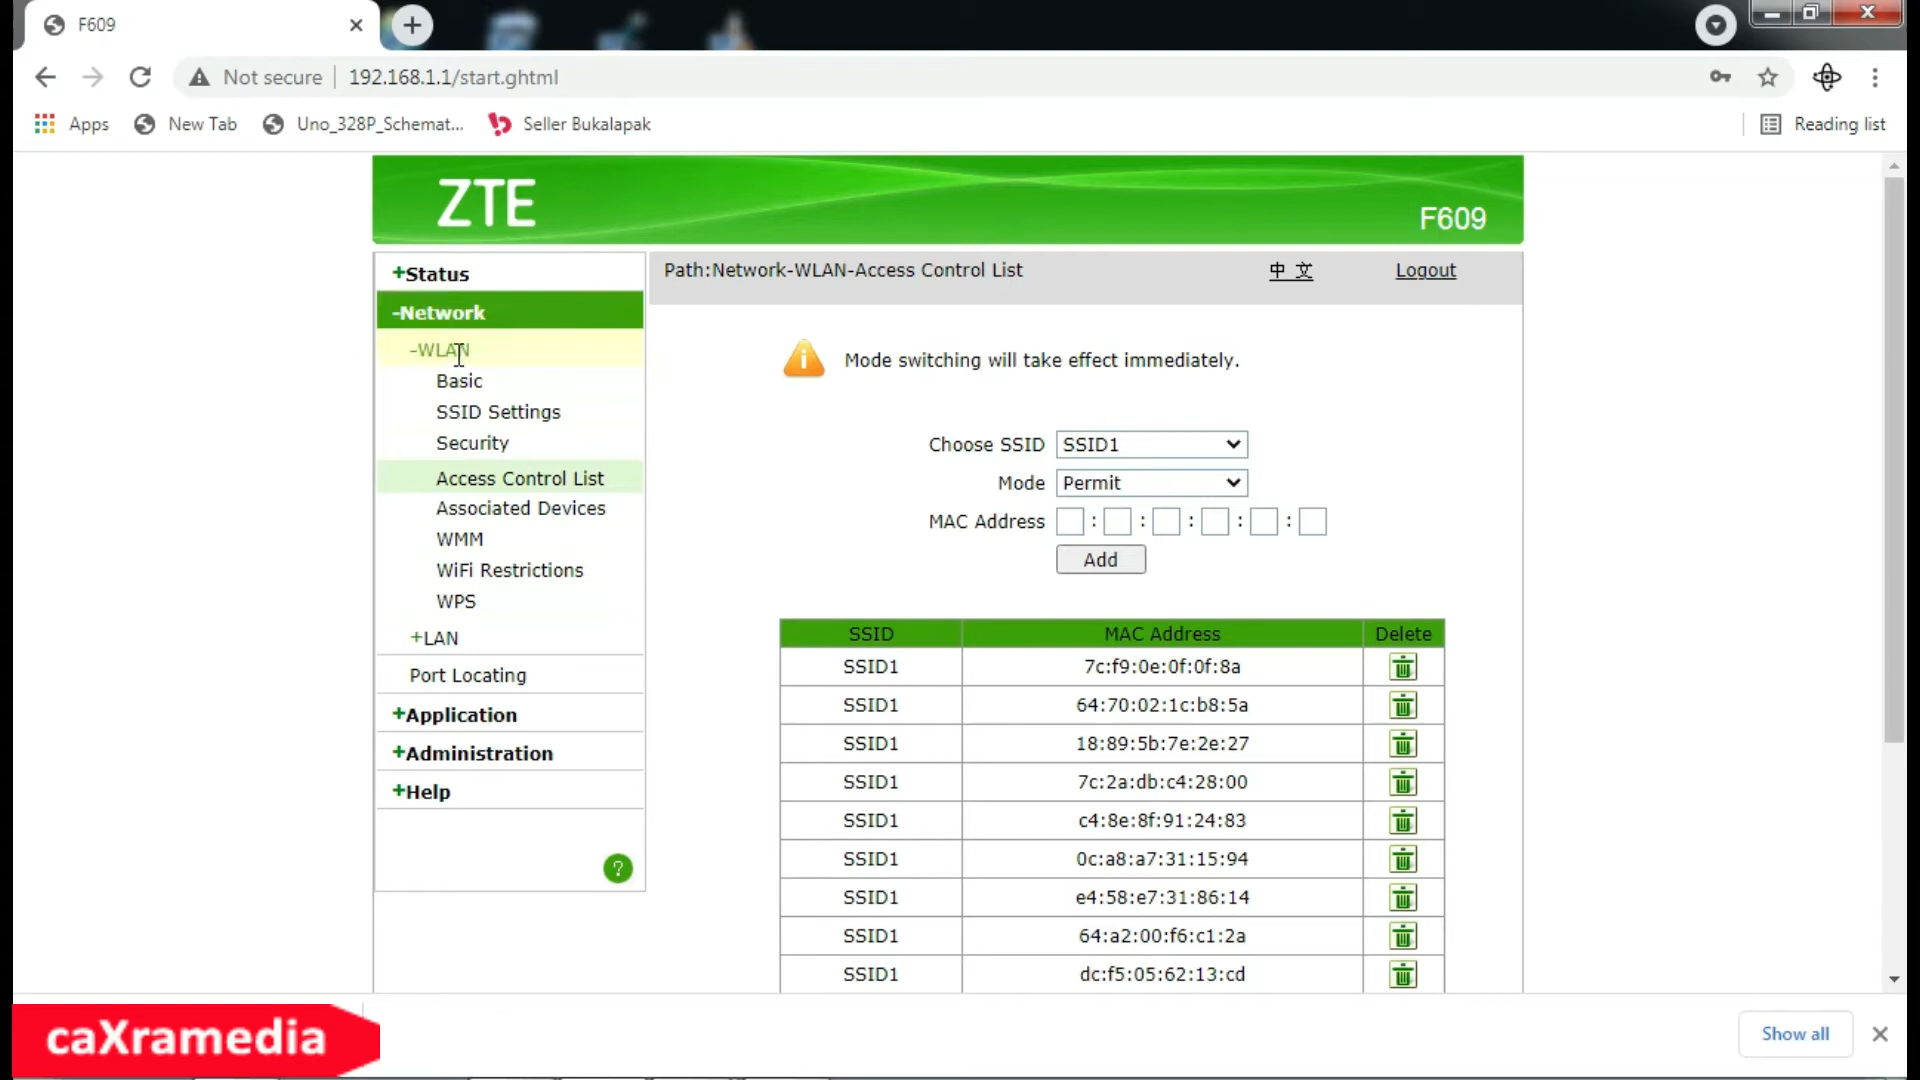 F609
Not secure
192.168.1.1/start.ghtml
Apps
New Tab
Uno_328P_Schemat...
Seller Bukalapak
Reading list
ZTE
F609
+Status
-Network
-WLAN
Basic
SSID Settings
Security
Access Control List
Associated Devices
WMM
WiFi Restrictions
WPS
+LAN
Port Locating
+Application
+Administration
+Help
?
Path:Network-WLAN-Access Control List
中 文
Logout
Mode switching will take effect immediately.
Choose SSID SSID1
Mode Permit
MAC Address : : : : :
Add
SSID MAC Address Delete
SSID1 7c:f9:0e:0f:0f:8a
SSID1 64:70:02:1c:b8:5a
SSID1 18:89:5b:7e:2e:27
SSID1 7c:2a:db:c4:28:00
SSID1 c4:8e:8f:91:24:83
SSID1 0c:a8:a7:31:15:94
SSID1 e4:58:e7:31:86:14
SSID1 64:a2:00:f6:c1:2a
SSID1 dc:f5:05:62:13:cd
caXramedia
Show all